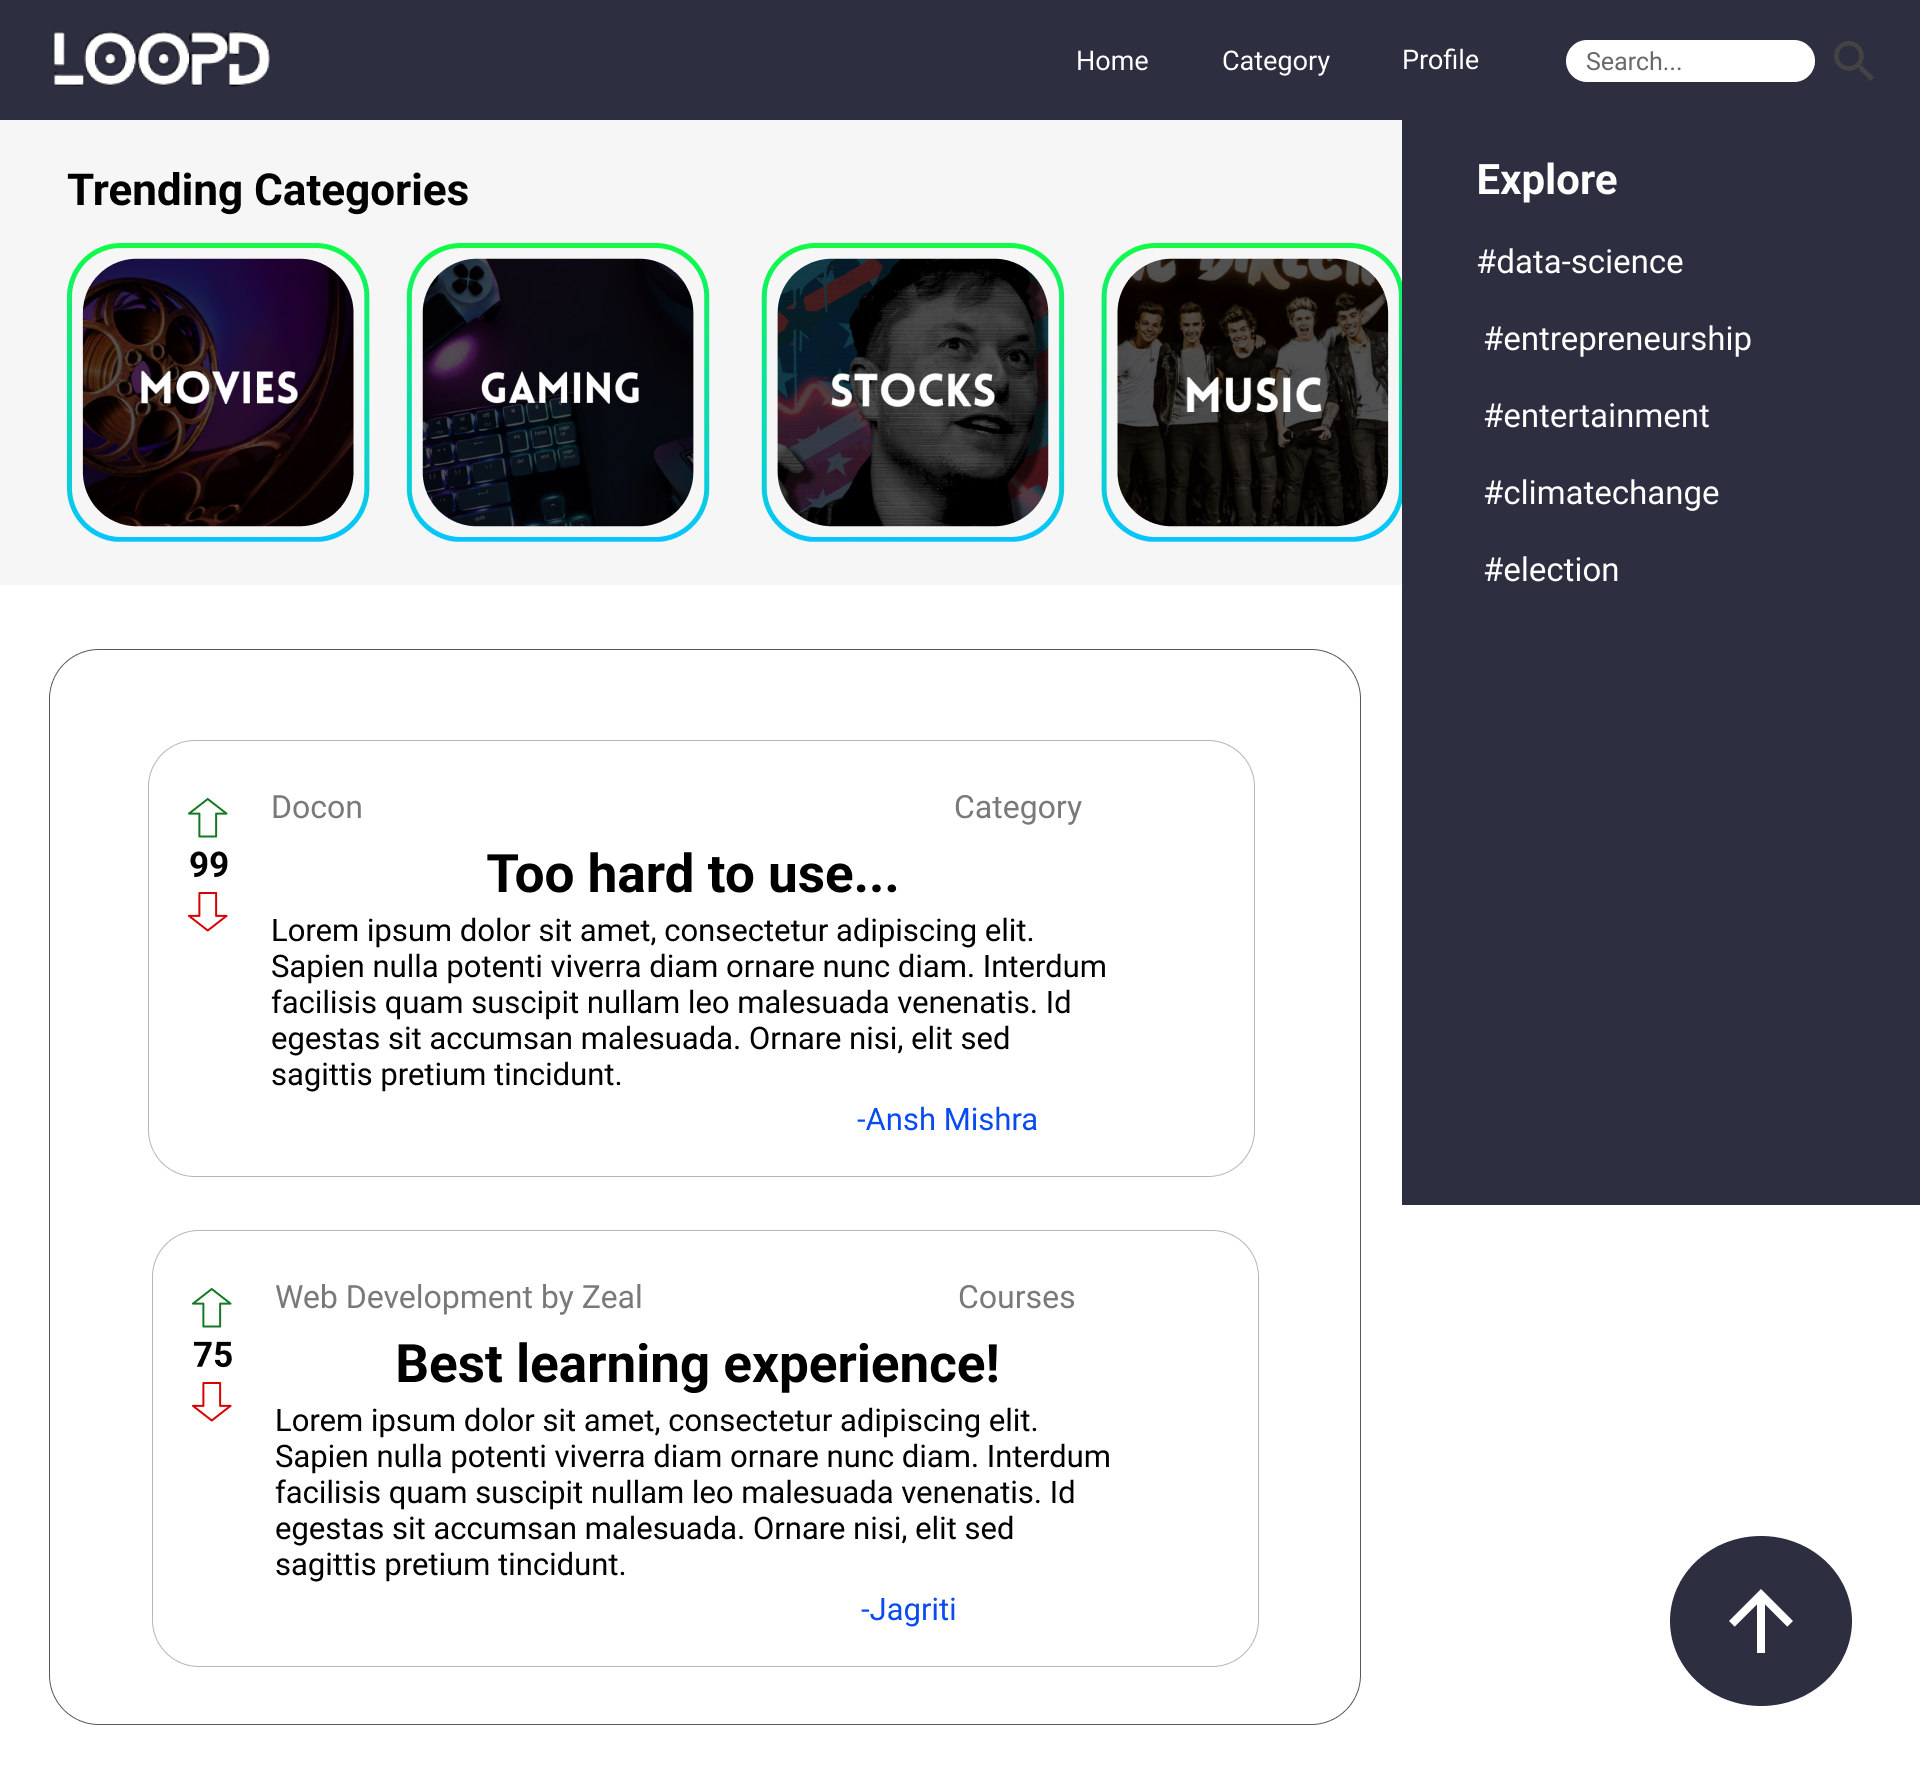 LOOPD
Home
Category
Profile
Search...
Trending Categories
MOVIES
GAMING
STOCKS
MUSIC
Explore
#data-science
#entrepreneurship
#entertainment
#climatechange
#election
Docon
Category
99
Too hard to use...
Lorem ipsum dolor sit amet, consectetur adipiscing elit.
Sapien nulla potenti viverra diam ornare nunc diam. Interdum
facilisis quam suscipit nullam leo malesuada venenatis. Id
egestas sit accumsan malesuada. Ornare nisi, elit sed
sagittis pretium tincidunt.
-Ansh Mishra
Web Development by Zeal
Courses
75
Best learning experience!
Lorem ipsum dolor sit amet, consectetur adipiscing elit.
Sapien nulla potenti viverra diam ornare nunc diam. Interdum
facilisis quam suscipit nullam leo malesuada venenatis. Id
egestas sit accumsan malesuada. Ornare nisi, elit sed
sagittis pretium tincidunt.
-Jagriti